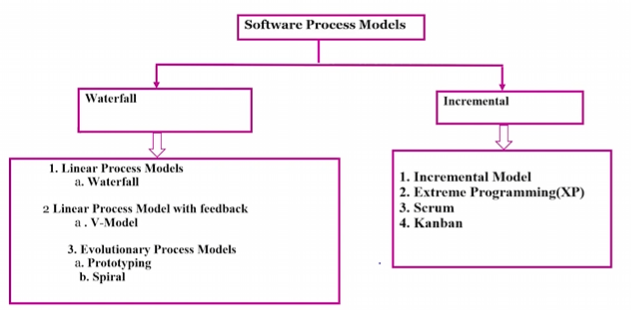 Software Process Models
Waterfall
Incremental
1. Linear Process Models
a. Waterfall
2 Linear Process Model with feedback
a . V-Model
3. Evolutionary Process Models
a. Prototyping
b. Spiral
1. Incremental Model
2. Extreme Programming(XP)
3. Scrum
4. Kanban